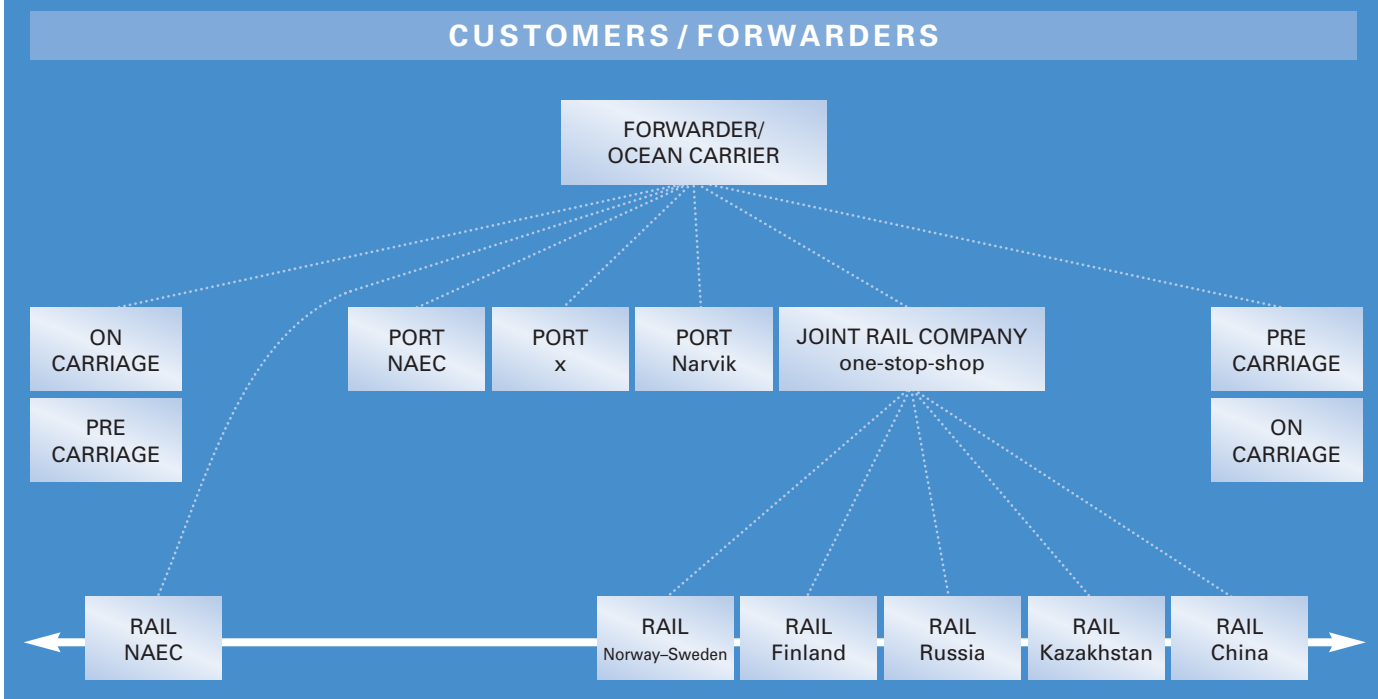 CUSTOMERS / FORWARDERS
FORWARDER/
OCEAN CARRIER
ON
CARRIAGE
PRE
CARRIAGE
PORT
NAEC
PORT
x
PORT
Narvik
JOINT RAIL COMPANY
one-stop-shop
PRE
CARRIAGE
ON
CARRIAGE
RAIL
NAEC
RAIL
Norway–Sweden
RAIL
Finland
RAIL
Russia
RAIL
Kazakhstan
RAIL
China